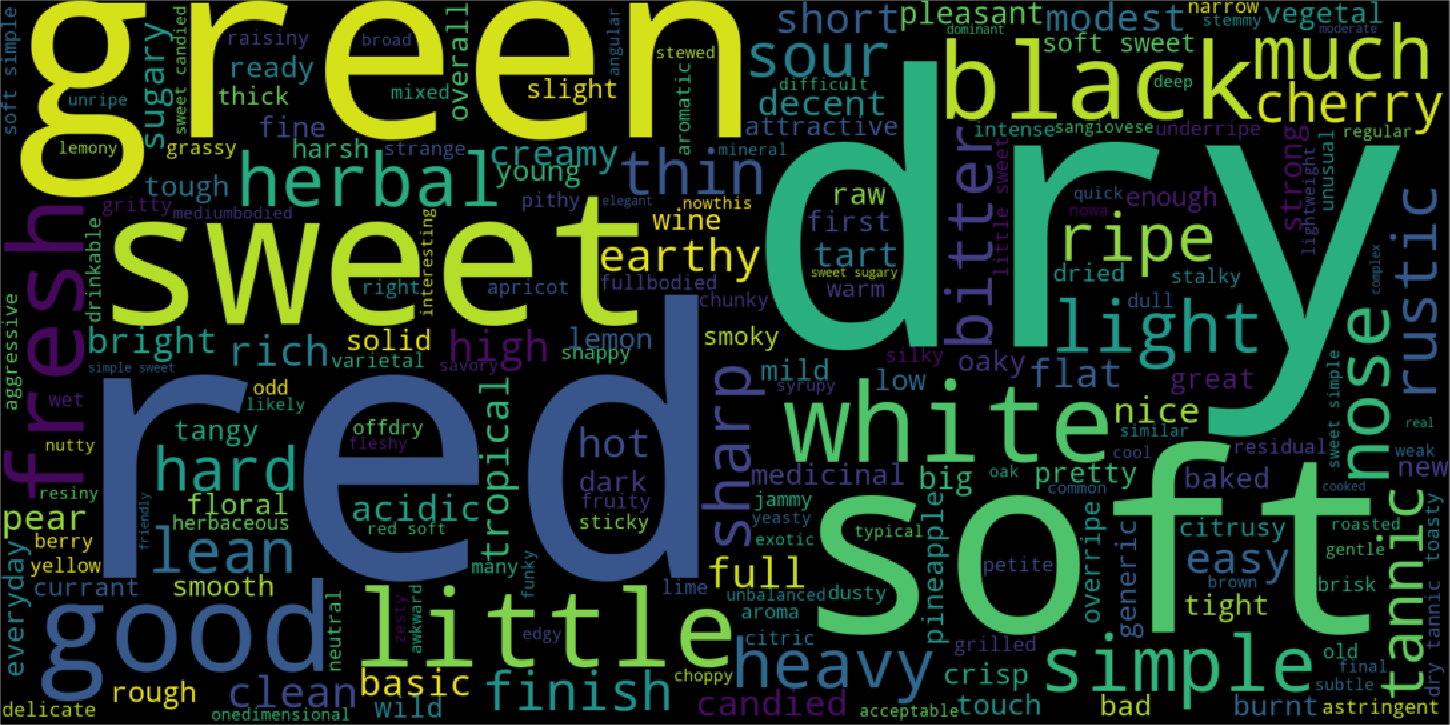 green
dry
red
sweet
soft
black
much
cherry
short
pleasant
modest
narrow
stemmy
vegetal
dominant
moderate
soft sweet
sour
deep
difficult
decent
attractive
mineral
intense
sangiovese
underripe
regular
soft simple
raisiny
broad
angular
stewed
ready
overall
sugary
sweet candied
unripe
thick
mixed
slight
aromatic
fine
lemony
grassy
harsh
strange
creamy
young
thin
tough
herbal
gritty
mediumbodied
pithy
elegant
nowthis
wine
earthy
fullbodied
raw
first
tart
sweet sugary
warm
bitter
little sweet
quick
nowa
enough
ripe
dried
stalky
strong
unusual
lightweight
complex
rustic
fresh
drinkable
interesting
right
apricot
chunky
aggressive
bright
rich
solid
varietal
high
savory
lemon
snappy
smoky
simple sweet
mild
syrupy
silky
oaky
low
light
dull
flat
great
wet
odd
likely
tangy
offdry
fleshy
tropical
hot
dark
fruity
sticky
sharp
white
nice
similar
cool
nose
sweet simple
real
weak
new
residual
baked
cooked
nutty
resiny
hard
floral
herbaceous
pear
berry
yellow
friendly
lean
acidic
red soft
many
funky
medicinal
big
oak
pretty
common
jammy
yeasty
exotic
typical
pineapple
petite
overripe
generic
citrusy
easy
brown
tight
roasted
gentle
brisk
tannic
toasty
dry tannic
everyday
currant
smooth
good
neutral
little
zesty
awkward
edgy
lime
full
unbalanced
dusty
aroma
citric
choppy
heavy
grilled
crisp
simple
old
final
subtle
delicate
rough
clean
onedimensional
basic
wild
finish
candied
acceptable
touch
bad
burnt
astringent